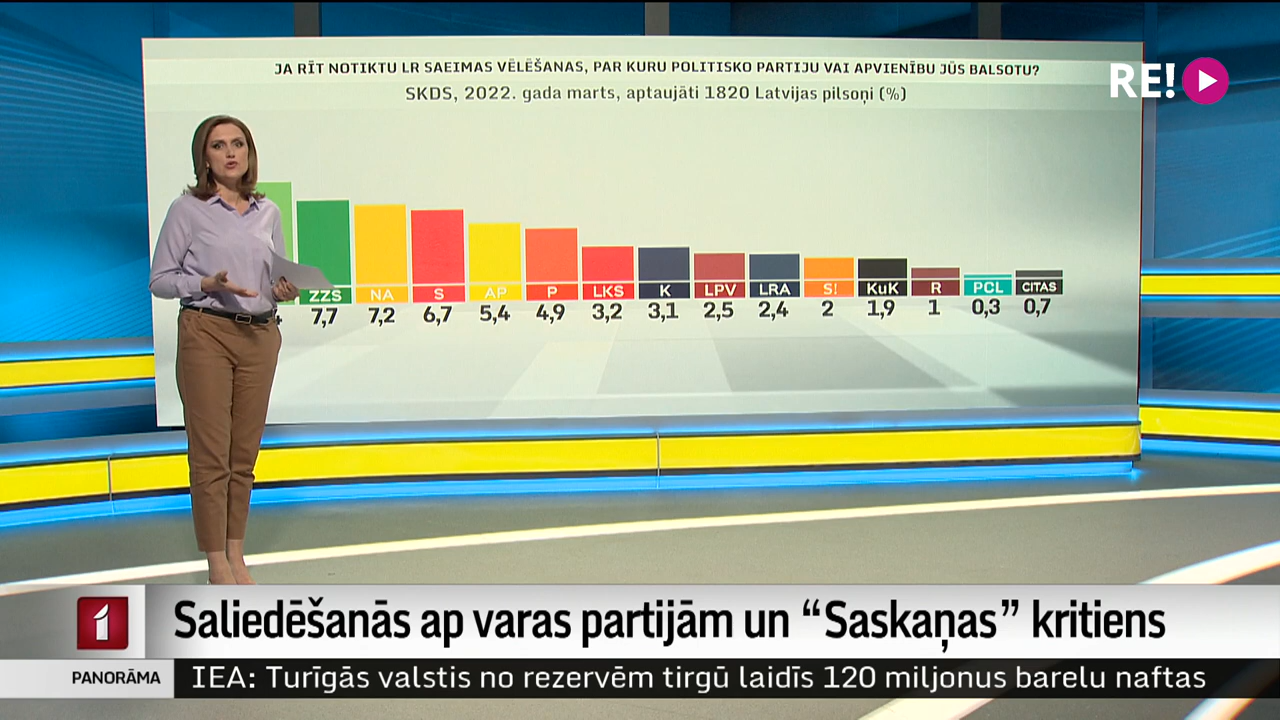 JA RĪT NOTIKTU LR SAEIMAS VĒLĒŠANAS, PAR KURU POLITISKO PARTIJU VAI APVIENĪBU JŪS BALSOTU?
SKDS, 2022. gada marts, aptaujāti 1820 Latvijas pilsoņi (%)
RE!
ZZS NA S AP P LKS K LPV LRA S! KuK R PCL CITAS
7,7 7,2 6,7 5,4 4,9 3,2 3,1 2,5 2,4 2 1,9 1 0,3 0,7
1 Saliedēšanās ap varas partijām un “Saskaņas” kritiens
PANORĀMA IEA: Turīgās valstis no rezervēm tirgū laidīs 120 miljonus barelu naftas